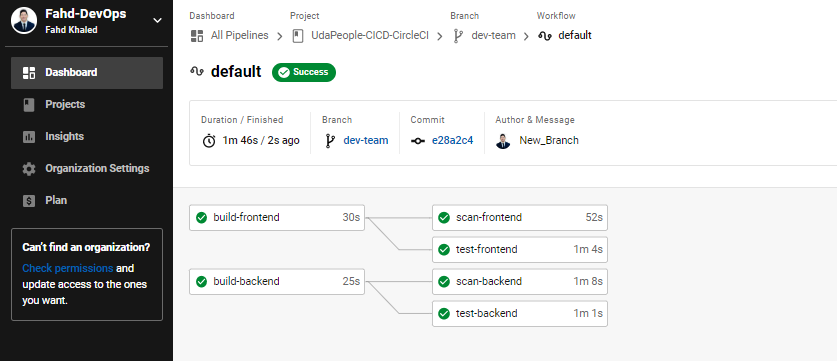 Fahd-DevOps
Fahd Khaled
Dashboard
Projects
Insights
Organization Settings
Plan
Can't find an organization?
Check permissions and
update access to the ones
you want.
Dashboard
Project
Branch
Workflow
All Pipelines
UdaPeople-CICD-CircleCI
dev-team
default
default
Success
Duration / Finished
Branch
Commit
Author & Message
1m 46s / 2s ago
dev-team
e28a2c4
New_Branch
build-frontend 30s
scan-frontend 52s
test-frontend 1m 4s
build-backend 25s
scan-backend 1m 8s
test-backend 1m 1s